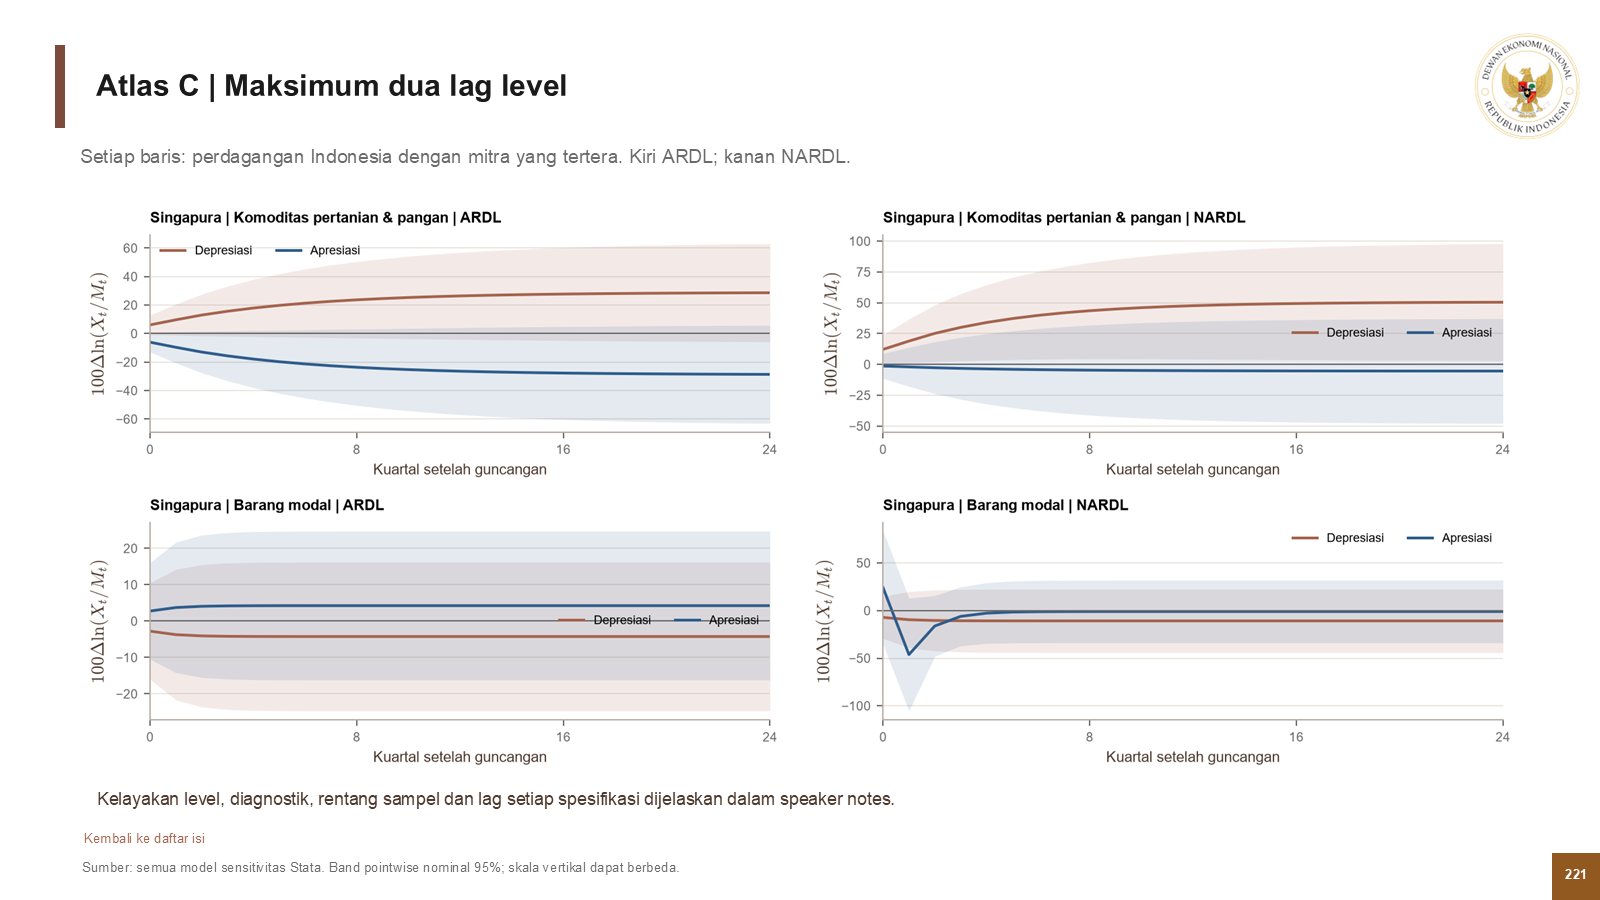 Atlas C | Maksimum dua lag level
DEWAN EKONOMI NASIONAL
REPUBLIK INDONESIA
Setiap baris: perdagangan Indonesia dengan mitra yang tertera. Kiri ARDL; kanan NARDL.
Singapura | Komoditas pertanian & pangan | ARDL
Depresiasi
Apresiasi
100Δln(Xₜ/Mₜ)
60
40
20
0
−20
−40
−60
0
8
16
24
Kuartal setelah guncangan
Singapura | Komoditas pertanian & pangan | NARDL
Depresiasi
Apresiasi
100Δln(Xₜ/Mₜ)
100
75
50
25
0
−25
−50
0
8
16
24
Kuartal setelah guncangan
Singapura | Barang modal | ARDL
Depresiasi
Apresiasi
100Δln(Xₜ/Mₜ)
20
10
0
−10
−20
0
8
16
24
Kuartal setelah guncangan
Singapura | Barang modal | NARDL
Depresiasi
Apresiasi
100Δln(Xₜ/Mₜ)
50
0
−50
−100
0
8
16
24
Kuartal setelah guncangan
Kelayakan level, diagnostik, rentang sampel dan lag setiap spesifikasi dijelaskan dalam speaker notes.
Kembali ke daftar isi
Sumber: semua model sensitivitas Stata. Band pointwise nominal 95%; skala vertikal dapat berbeda.
221